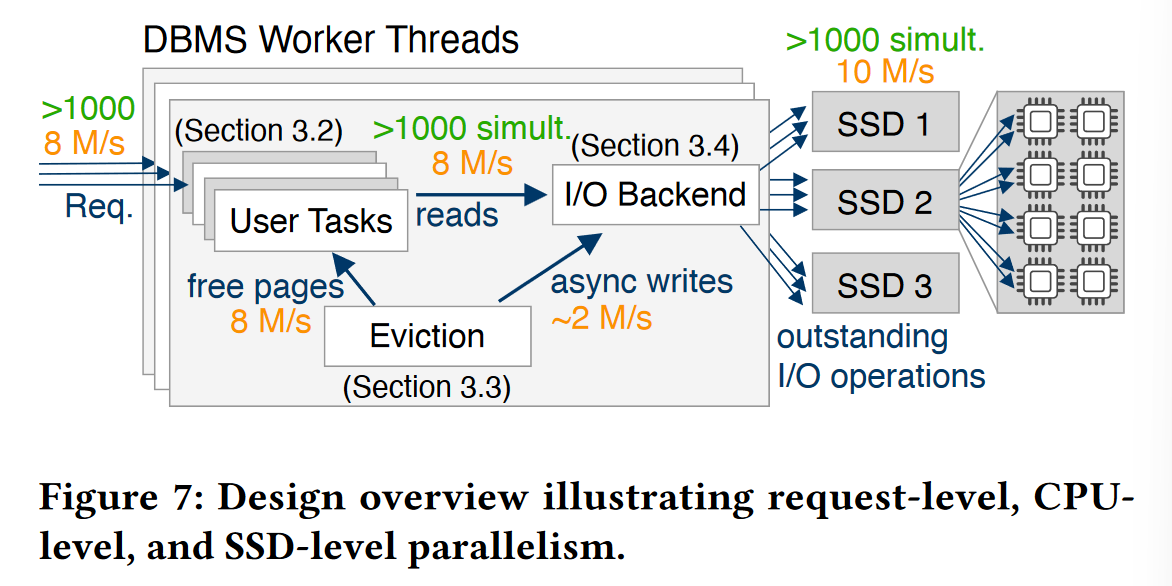 DBMS Worker Threads
>1000 simult.
10 M/s
>1000
8 M/s
Req.
(Section 3.2)
>1000 simult.
8 M/s
reads
(Section 3.4)
User Tasks
I/O Backend
free pages
8 M/s
async writes
~2 M/s
Eviction
(Section 3.3)
SSD 1
SSD 2
SSD 3
outstanding
I/O operations
Figure 7: Design overview illustrating request-level, CPU-
level, and SSD-level parallelism.